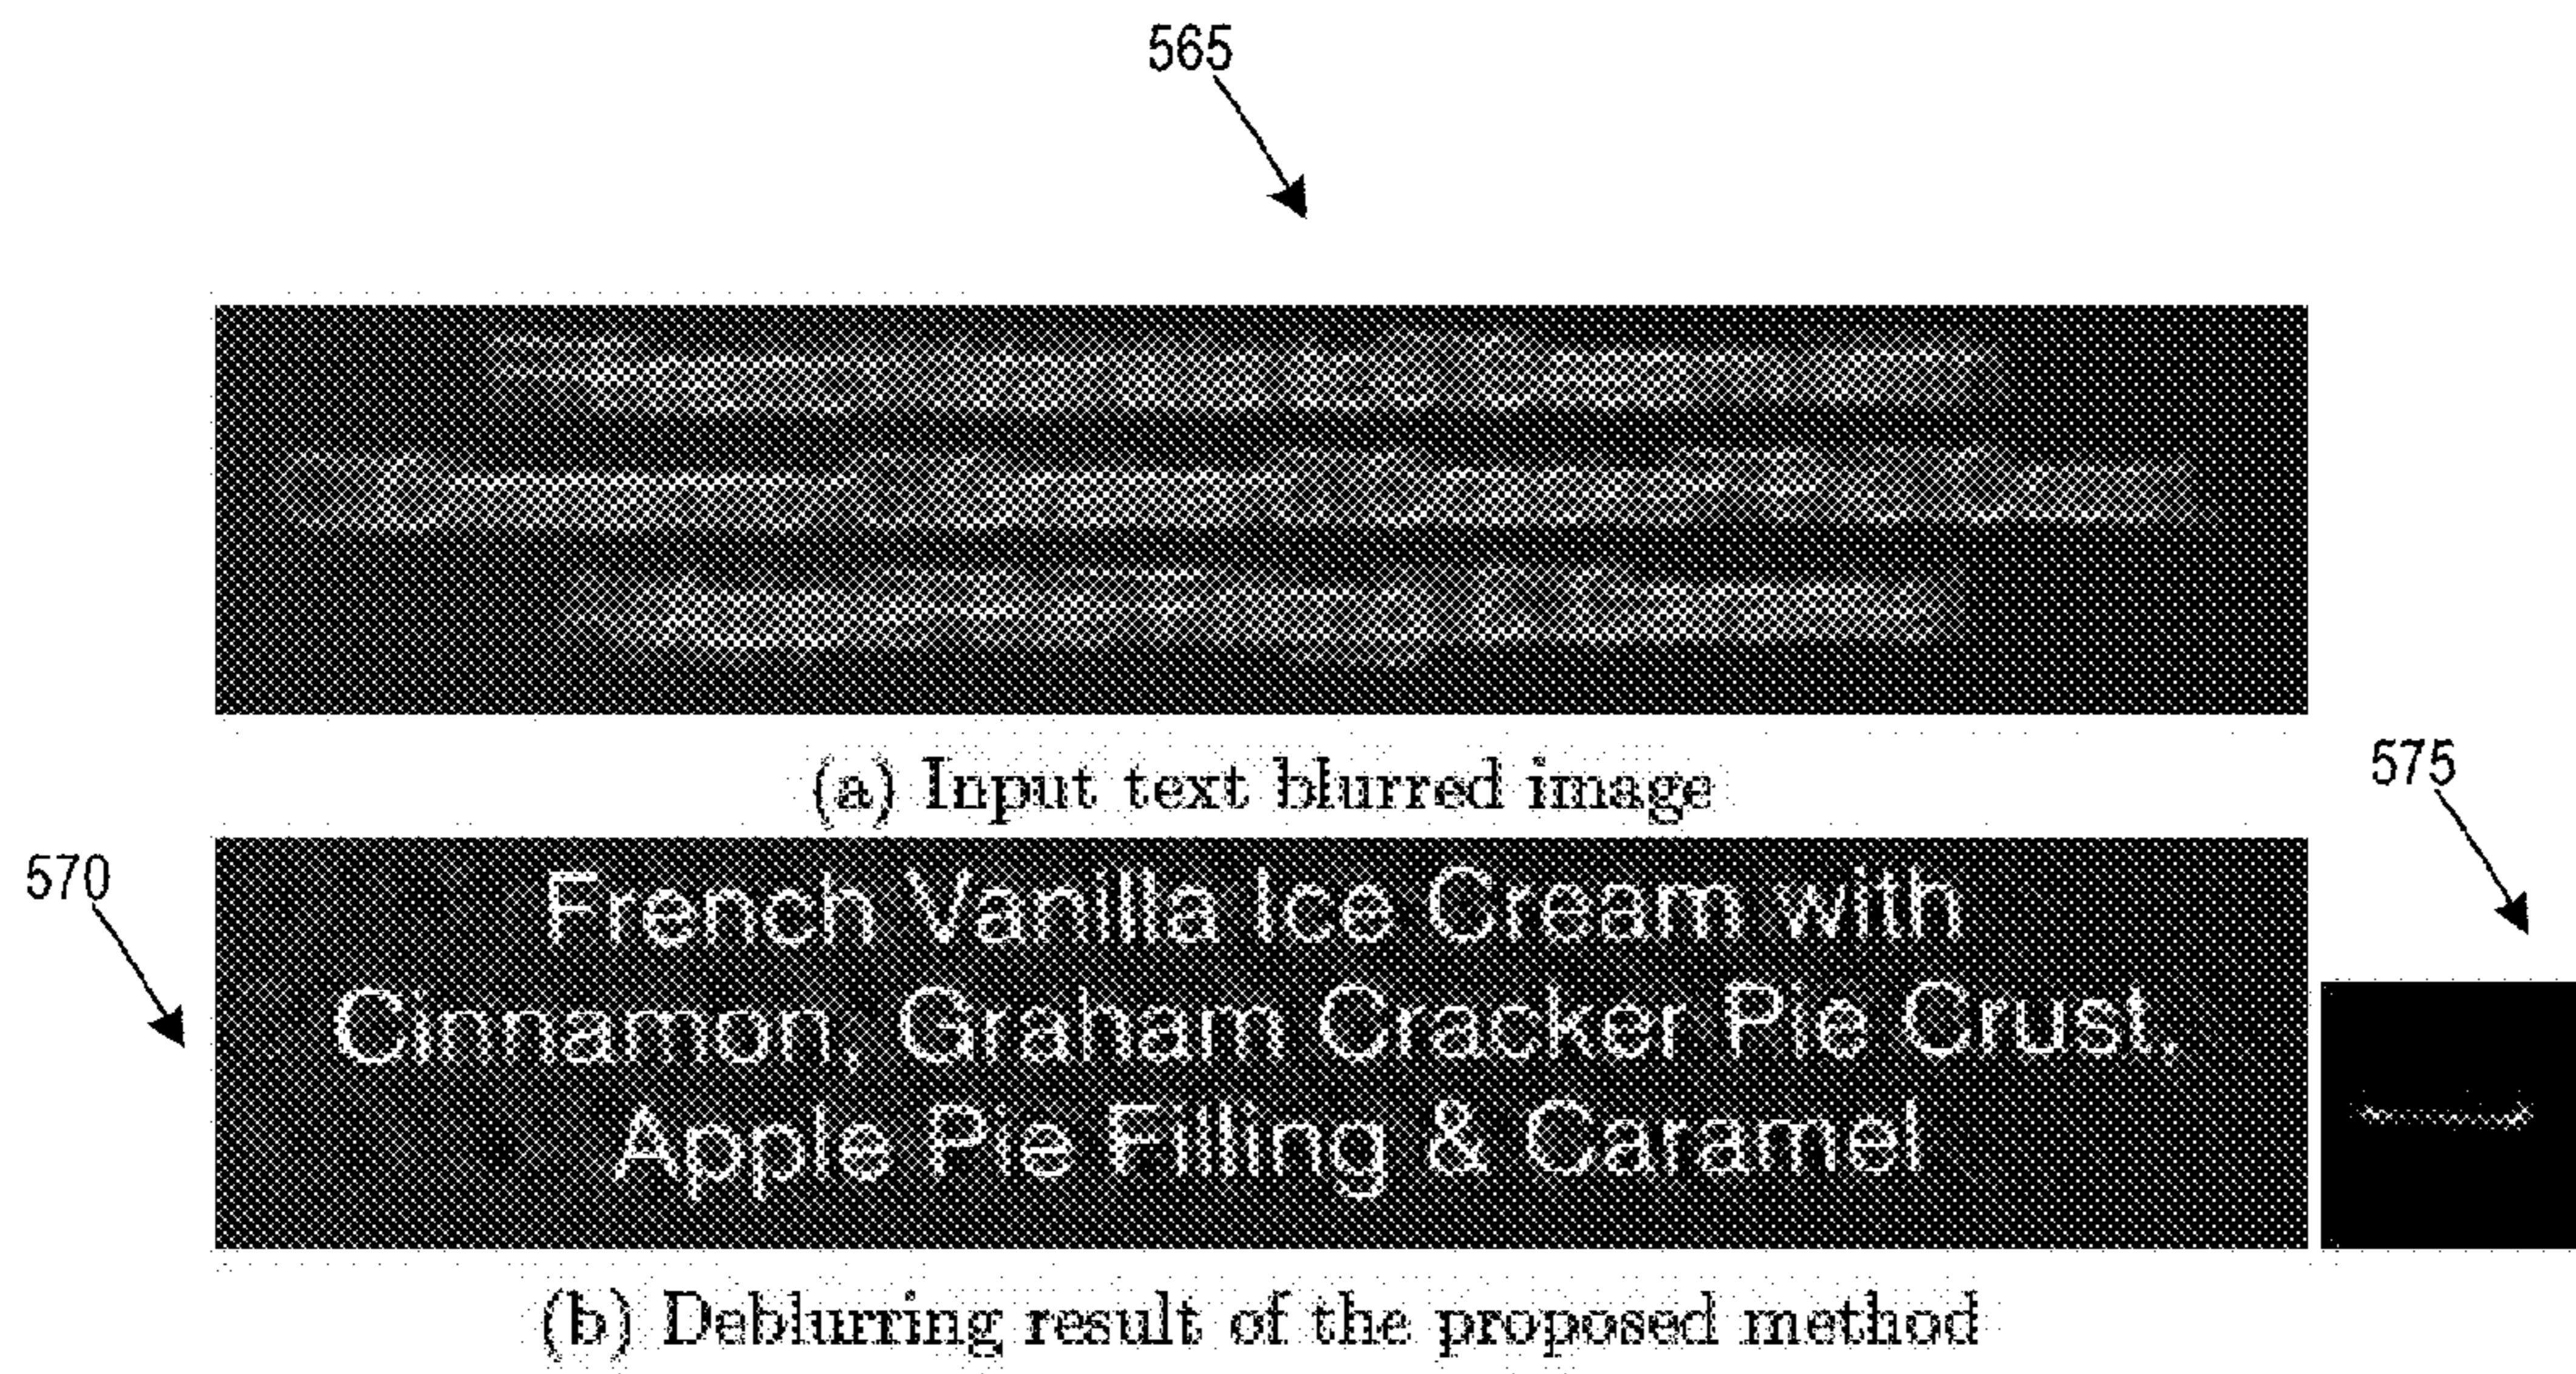 565
(a) Input text blurred image
575
570
French Vanilla Ice Cream with
Cinnamon, Graham Cracker Pie Crust,
Apple Pie Filling & Caramel
(b) Deblurring result of the proposed method